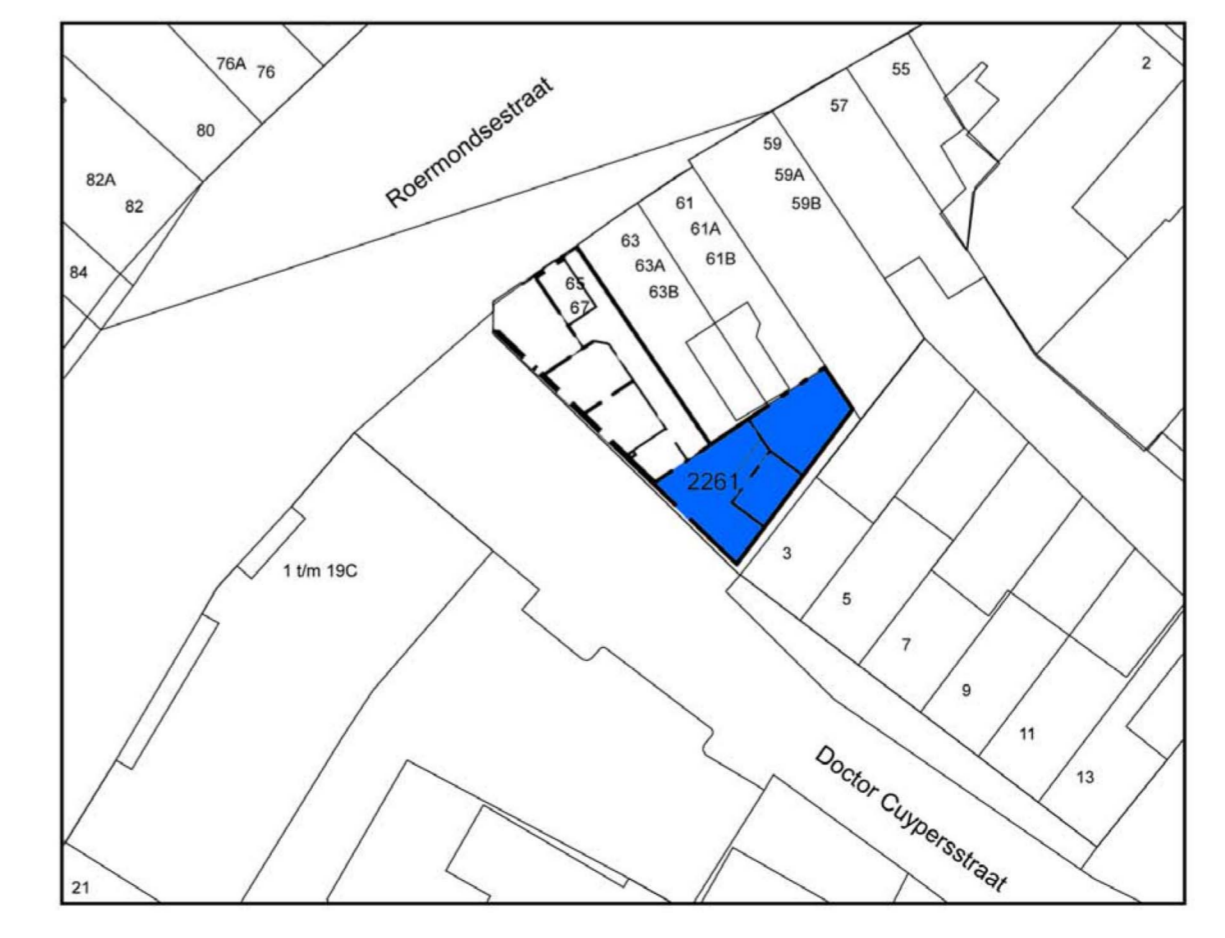 2
76A
76
55
57
80
59
59A
59B
82A
82
Roermondsestraat
61
61A
61B
63
63A
63B
84
65
67
2261
3
1 t/m 19C
5
7
9
11
13
Doctor Cuypersstraat
21